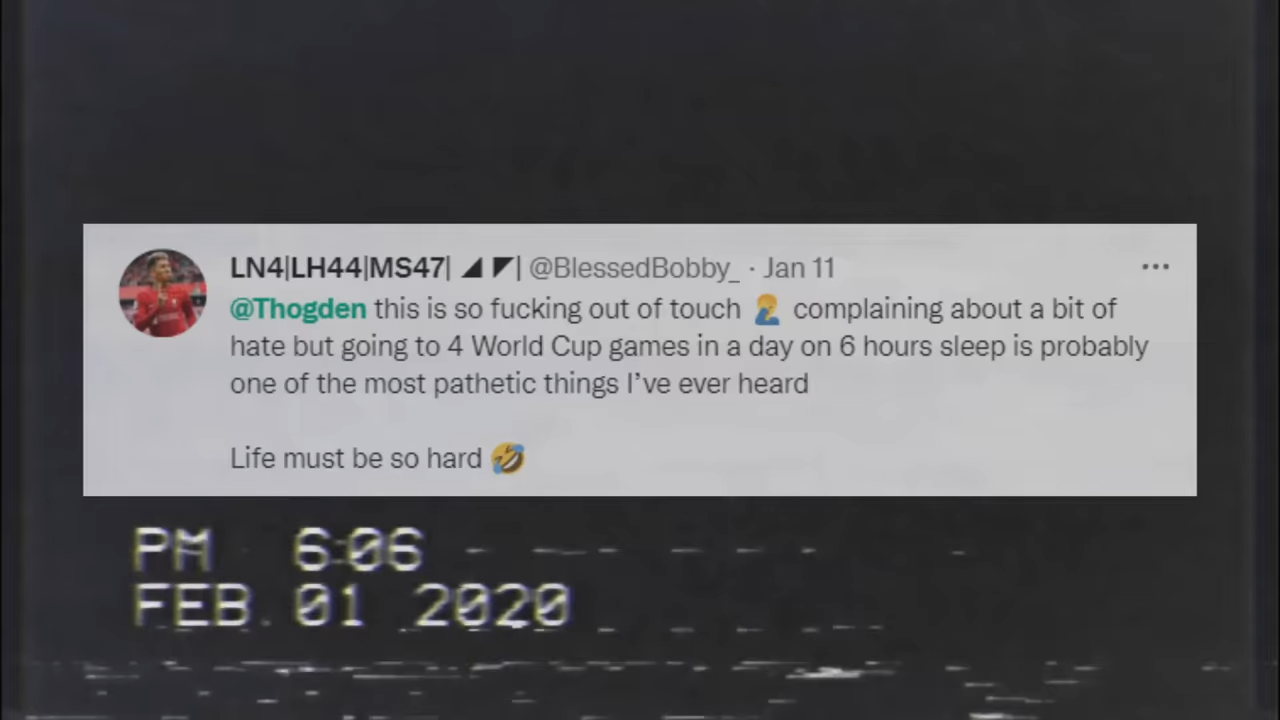 LN4|LH44|MS47| ◢ ◤| @BlessedBobby_ · Jan 11
@Thogden this is so fucking out of touch 🤦‍♂️ complaining about a bit of
hate but going to 4 World Cup games in a day on 6 hours sleep is probably
one of the most pathetic things I’ve ever heard
Life must be so hard 🤣
PM 6:06
FEB. 01 2020